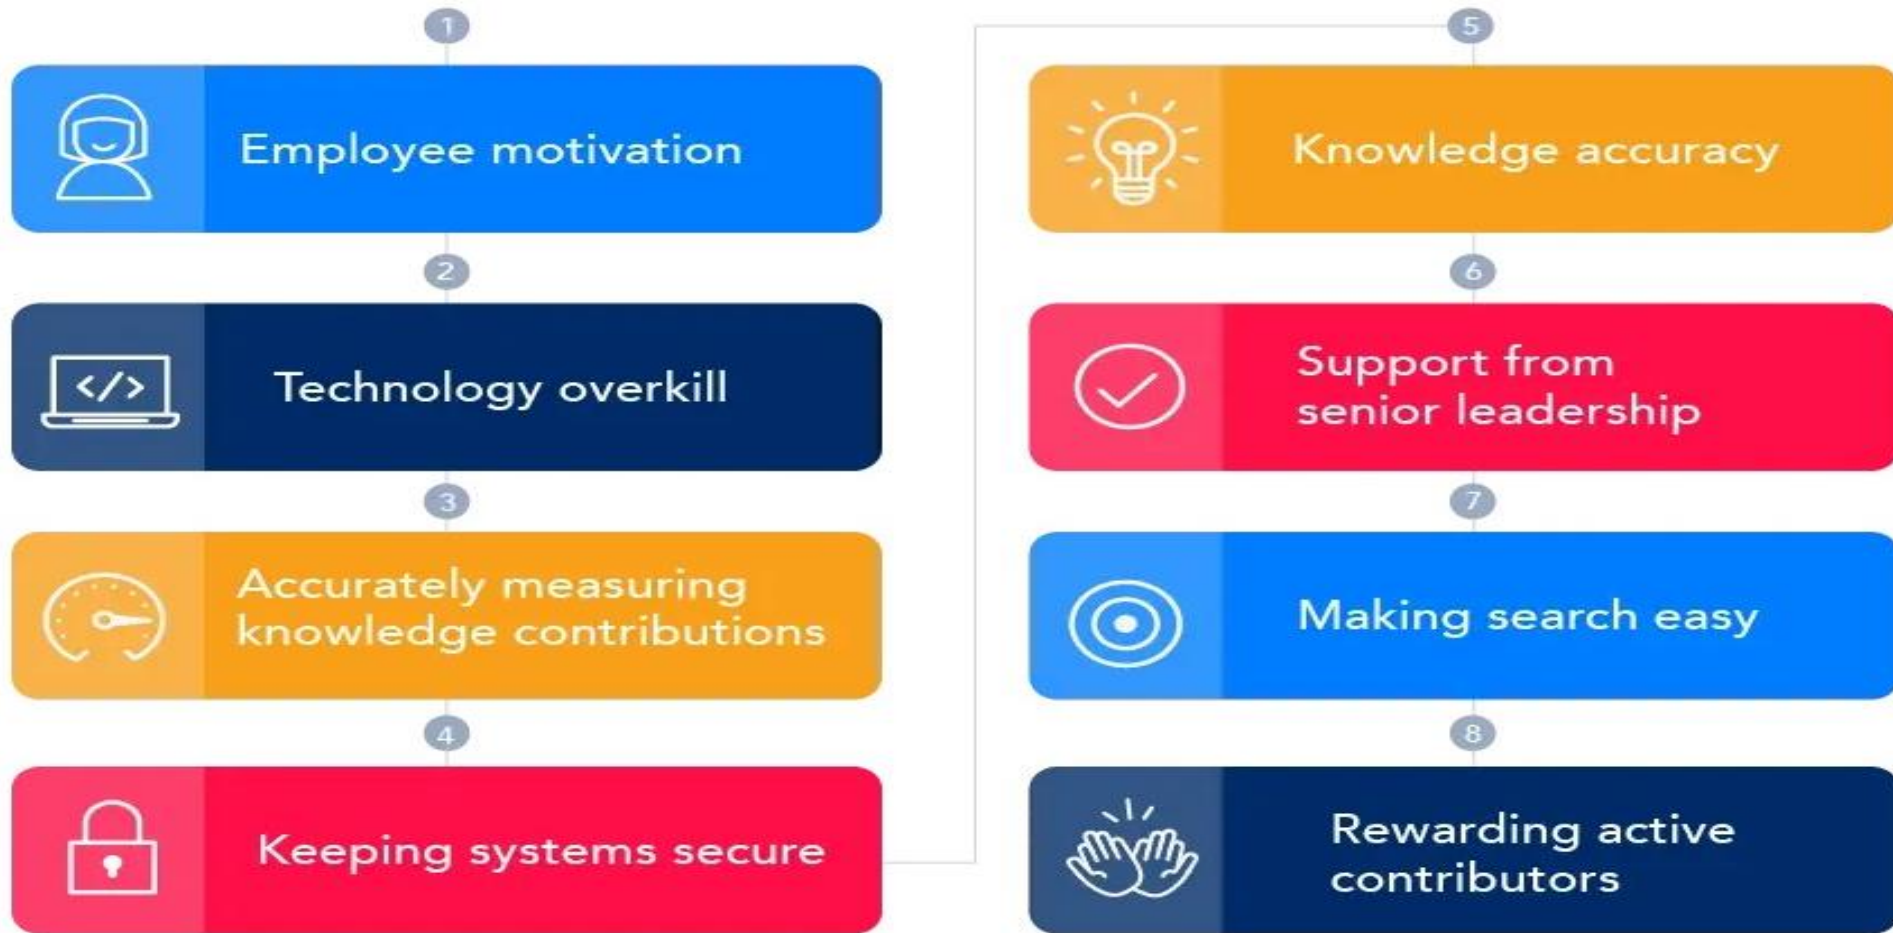 1
Employee motivation
2
Technology overkill
</>
3
Accurately measuring
knowledge contributions
4
Keeping systems secure
5
Knowledge accuracy
6
Support from
senior leadership
7
Making search easy
8
Rewarding active
contributors